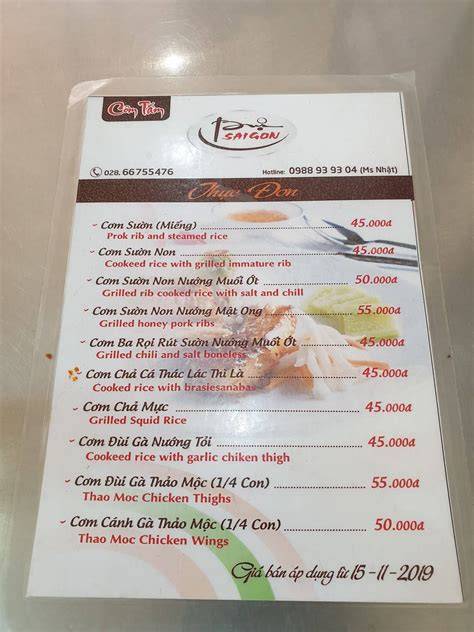 Cơm Tấm
SAIGON
028. 66755476
Hotline: 0988 93 93 04 (Ms Nhật)
Thực Đơn
Cơm Sườn (Miếng) 45.000đ
Prok rib and steamed rice
Cơm Sườn Non 45.000đ
Cookeed rice with grilled immature rib
Cơm Sườn Non Nướng Muối Ớt 50.000đ
Grilled rib cooked rice with salt and chill
Cơm Sườn Non Nướng Mật Ong 55.000đ
Grilled honey pork ribs
Cơm Ba Rọi Rút Sườn Nướng Muối Ớt 45.000đ
Grilled chili and salt boneless
Cơm Chả Cá Thác Lác Thì Là 45.000đ
Cooked rice with brasiesanabas
Cơm Chả Mực 45.000đ
Grilled Squid Rice
Cơm Đùi Gà Nướng Tỏi 45.000đ
Cookeed rice with garlic chiken thigh
Cơm Đùi Gà Thảo Mộc (1/4 Con) 55.000đ
Thao Moc Chicken Thighs
Cơm Cánh Gà Thảo Mộc (1/4 Con) 50.000đ
Thao Moc Chicken Wings
Giá bán áp dụng từ 15-11-2019